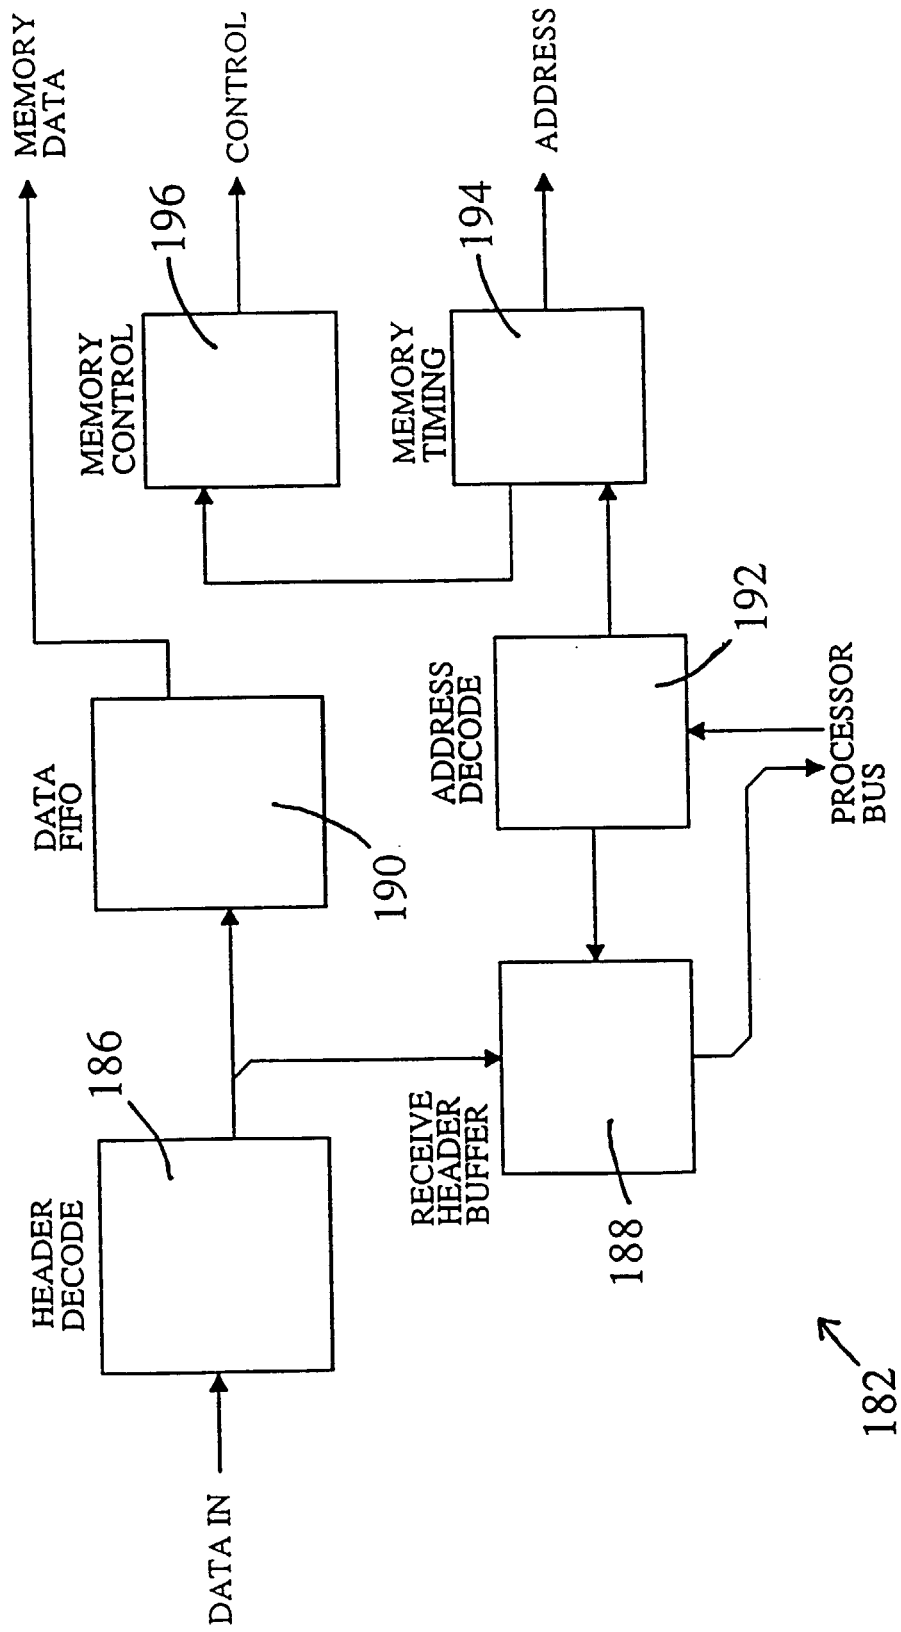 MEMORY
DATA
CONTROL
ADDRESS
196
194
MEMORY
CONTROL
MEMORY
TIMING
DATA
FIFO
190
ADDRESS
DECODE
192
PROCESSOR
BUS
HEADER
DECODE
186
RECEIVE
HEADER
BUFFER
188
DATA IN
182